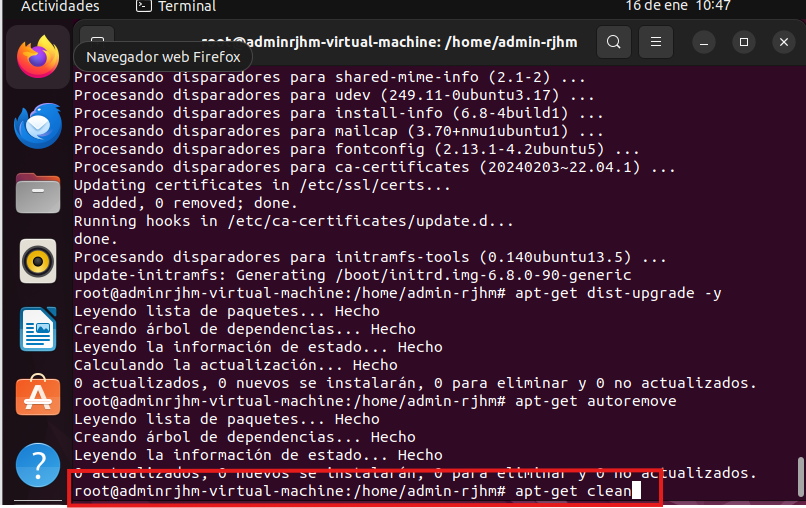 Actividades
Terminal
16 de ene 10:47
root@adminrjhm-virtual-machine: /home/admin-rjhm
Navegador web Firefox
Procesando disparadores para shared-mime-info (2.1-2) ...
Procesando disparadores para udev (249.11-0ubuntu3.17) ...
Procesando disparadores para install-info (6.8-4build1) ...
Procesando disparadores para mailcap (3.70+nmu1ubuntu1) ...
Procesando disparadores para fontconfig (2.13.1-4.2ubuntu5) ...
Procesando disparadores para ca-certificates (20240203~22.04.1) ...
Updating certificates in /etc/ssl/certs...
0 added, 0 removed; done.
Running hooks in /etc/ca-certificates/update.d...
done.
Procesando disparadores para initramfs-tools (0.140ubuntu13.5) ...
update-initramfs: Generating /boot/initrd.img-6.8.0-90-generic
root@adminrjhm-virtual-machine:/home/admin-rjhm# apt-get dist-upgrade -y
Leyendo lista de paquetes... Hecho
Creando árbol de dependencias... Hecho
Leyendo la información de estado... Hecho
Calculando la actualización... Hecho
0 actualizados, 0 nuevos se instalarán, 0 para eliminar y 0 no actualizados.
root@adminrjhm-virtual-machine:/home/admin-rjhm# apt-get autoremove
Leyendo lista de paquetes... Hecho
Creando árbol de dependencias... Hecho
Leyendo la información de estado... Hecho
0 actualizados, 0 nuevos se instalarán, 0 para eliminar y 0 no actualizados.
root@adminrjhm-virtual-machine:/home/admin-rjhm# apt-get clean